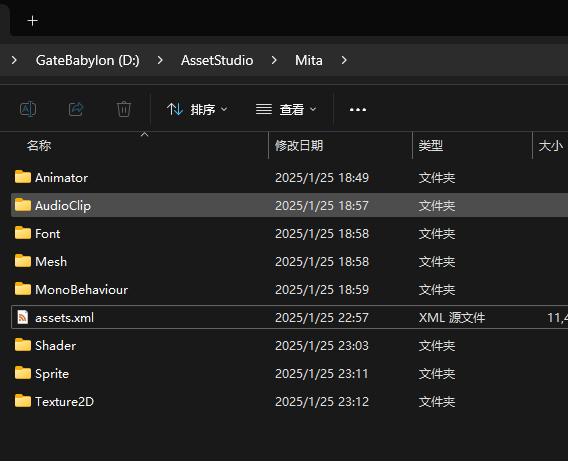 GateBabylon (D:) > AssetStudio > Mita >
排序 查看
名称 修改日期 类型 大小
Animator 2025/1/25 18:49 文件夹
AudioClip 2025/1/25 18:57 文件夹
Font 2025/1/25 18:58 文件夹
Mesh 2025/1/25 18:58 文件夹
MonoBehaviour 2025/1/25 18:59 文件夹
assets.xml 2025/1/25 22:57 XML 源文件 11,4
Shader 2025/1/25 23:03 文件夹
Sprite 2025/1/25 23:11 文件夹
Texture2D 2025/1/25 23:12 文件夹